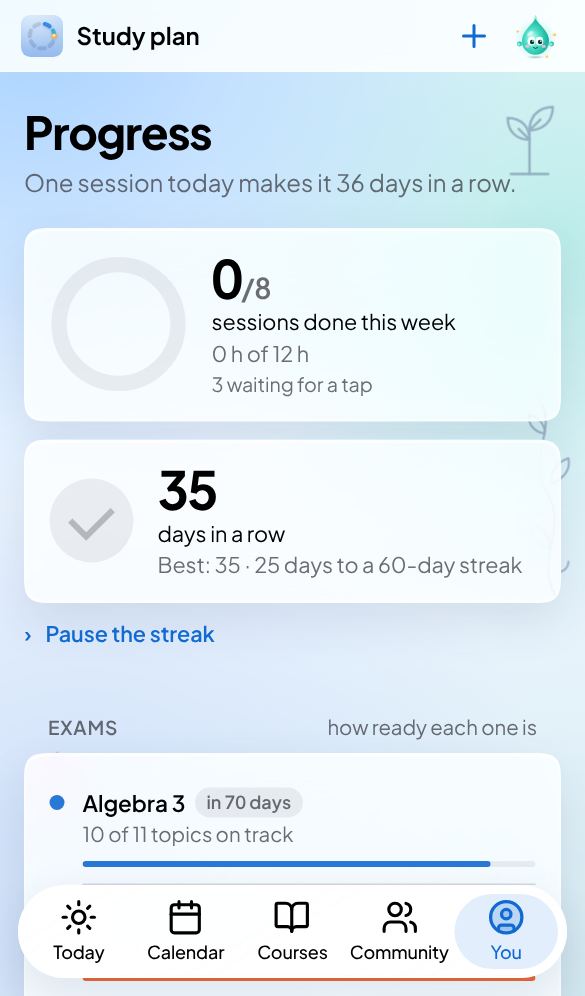 Study plan
Progress
One session today makes it 36 days in a row.
0/8
sessions done this week
0 h of 12 h
3 waiting for a tap
35
days in a row
Best: 35 · 25 days to a 60-day streak
› Pause the streak
EXAMS how ready each one is
Algebra 3 in 70 days
10 of 11 topics on track
Today Calendar Courses Community You